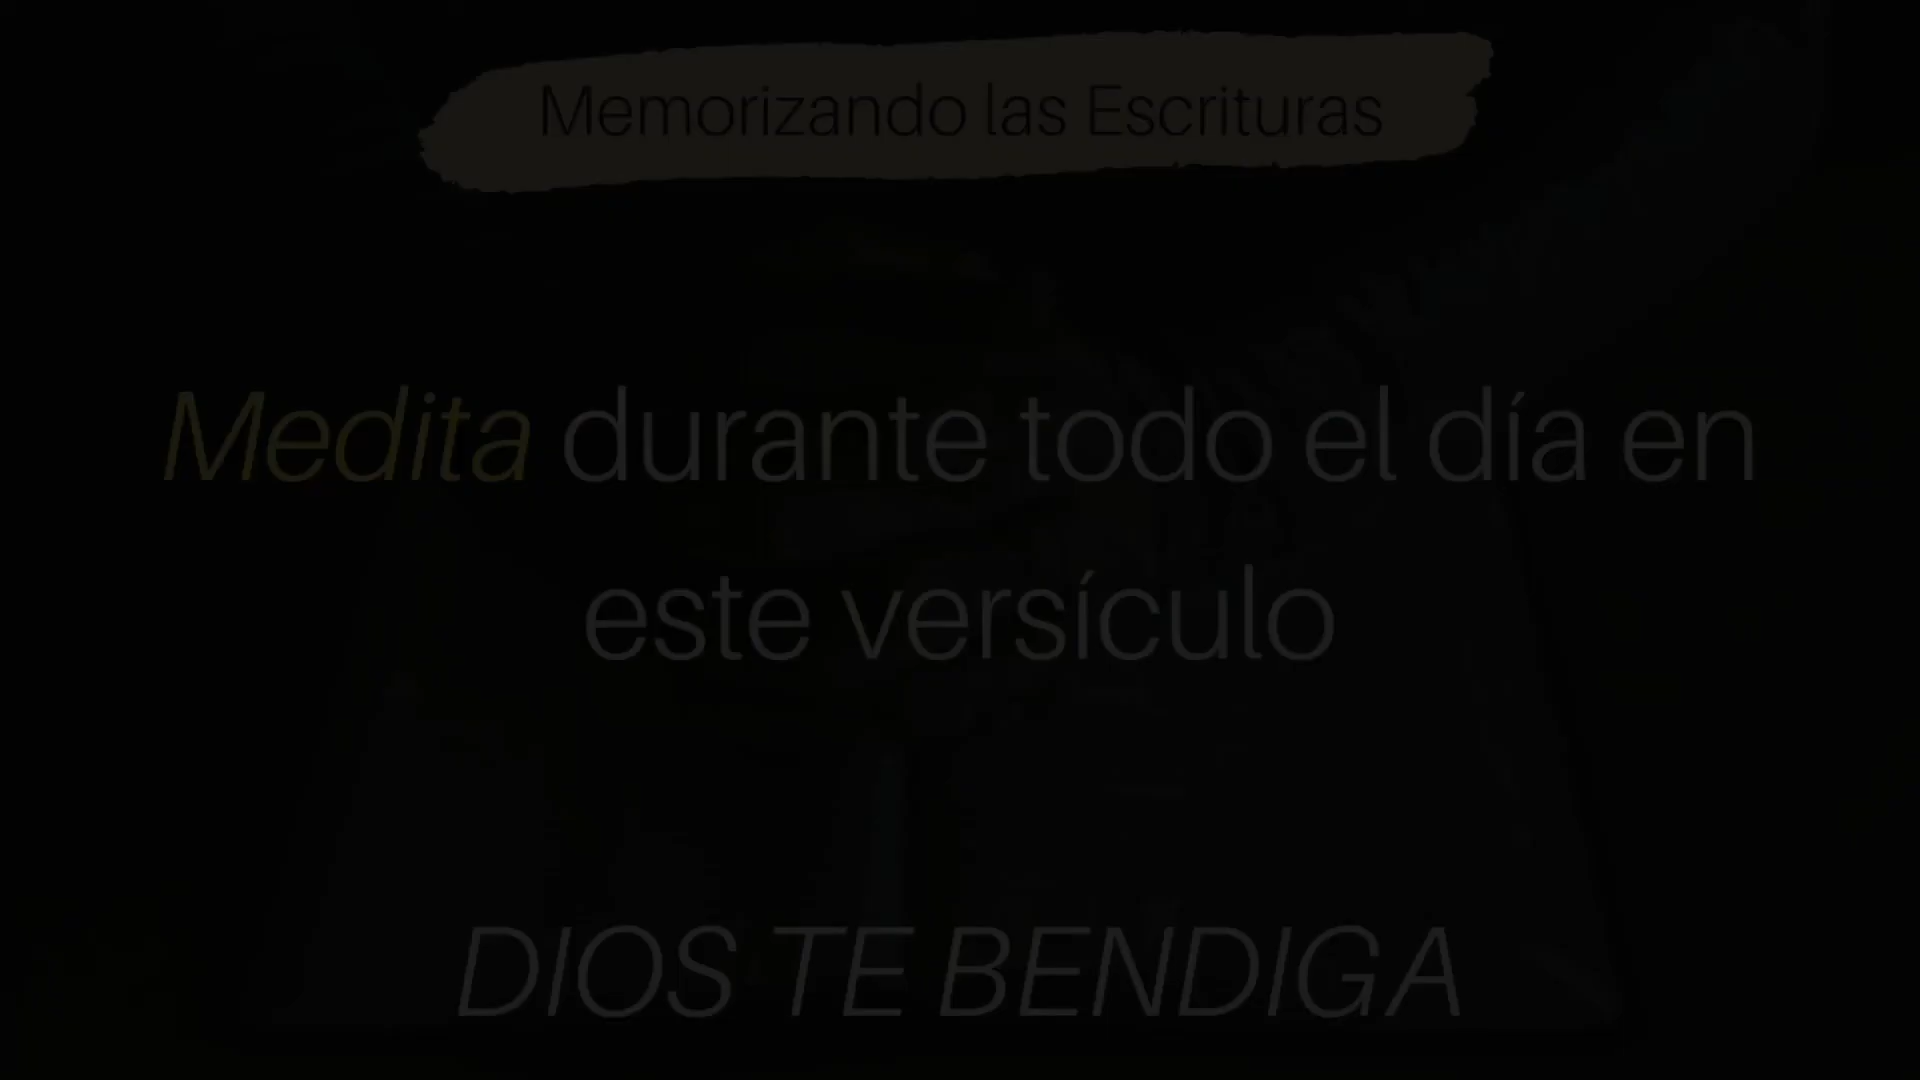 Memorizando las Escrituras
Medita durante todo el día en
este versículo
DIOS TE BENDIGA